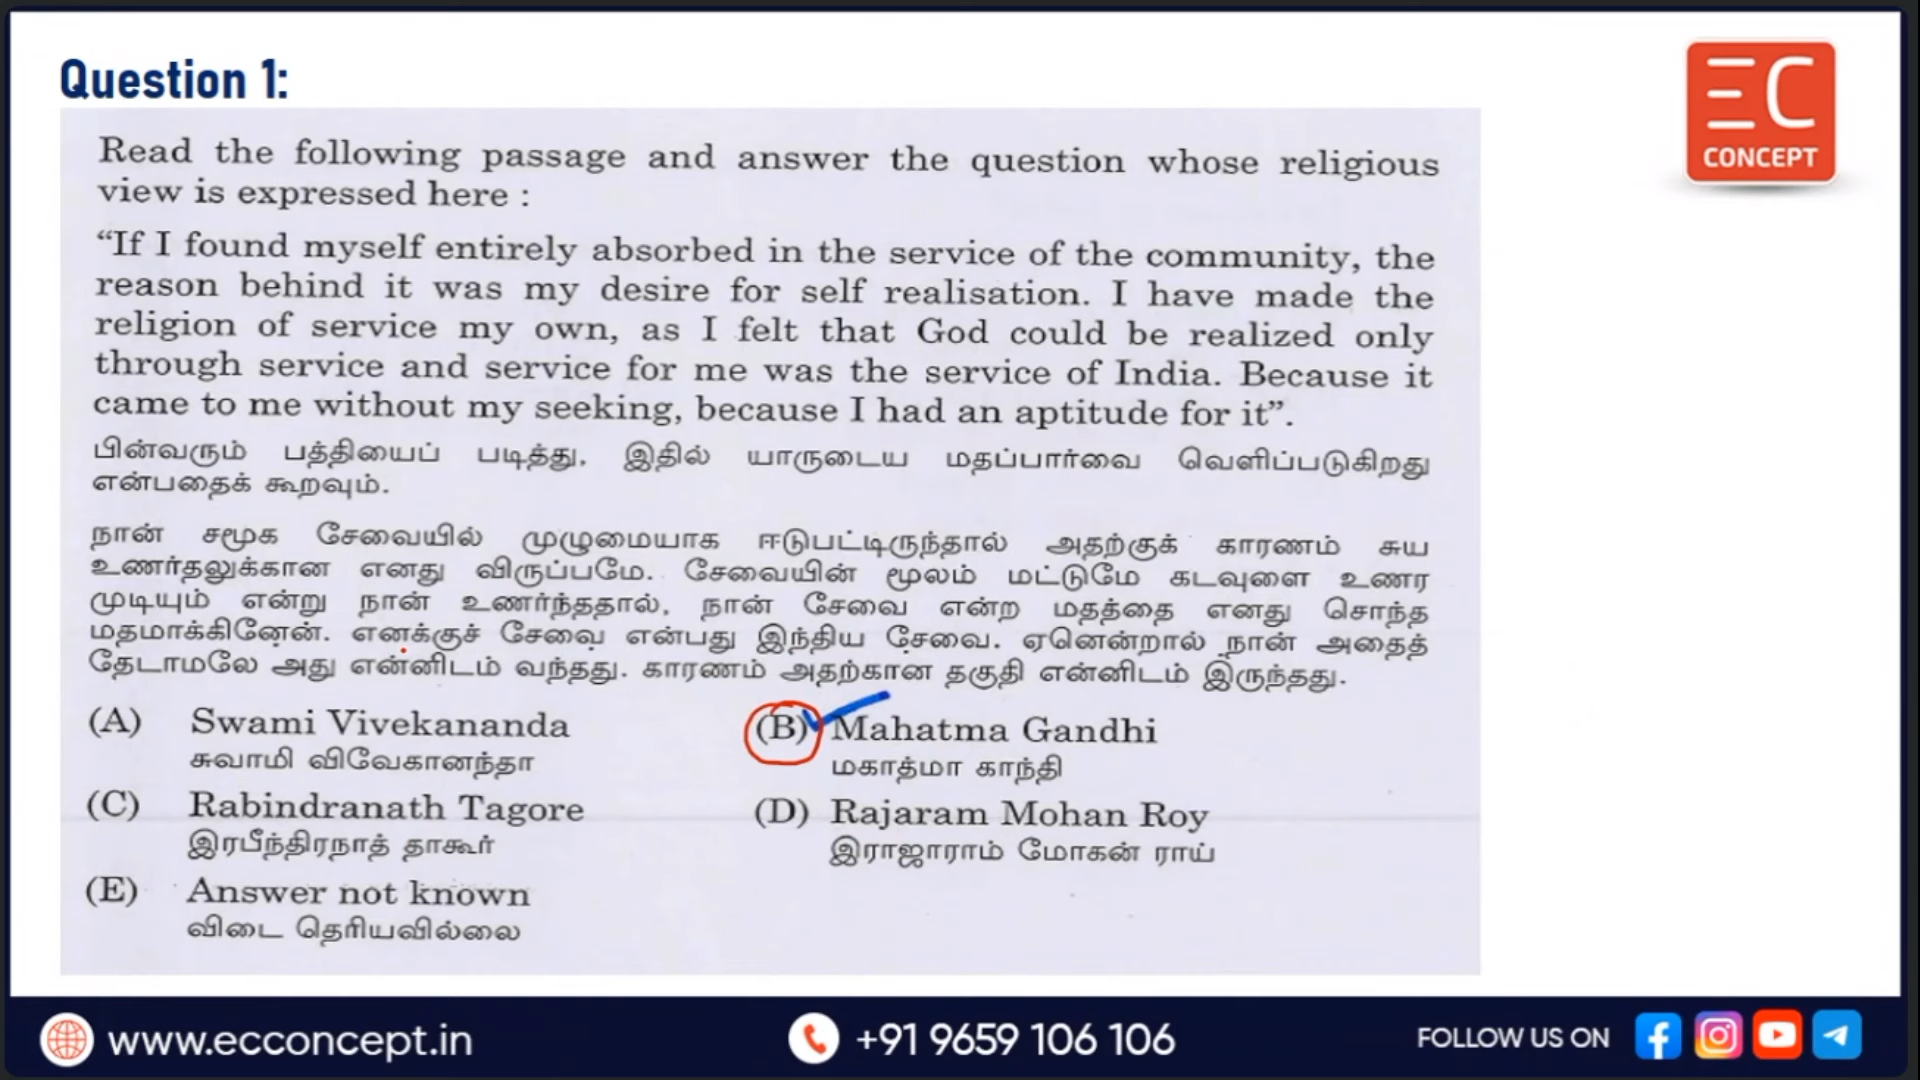 Question 1:
EC
CONCEPT
Read the following passage and answer the question whose religious
view is expressed here :
“If I found myself entirely absorbed in the service of the community, the
reason behind it was my desire for self realisation. I have made the
religion of service my own, as I felt that God could be realized only
through service and service for me was the service of India. Because it
came to me without my seeking, because I had an aptitude for it”.
பின்வரும் பத்தியைப் படித்து, இதில் யாருடைய மதப்பார்வை வெளிப்படுகிறது
என்பதைக் கூறவும்.
நான் சமூக சேவையில் முழுமையாக ஈடுபட்டிருந்தால் அதற்குக் காரணம் சுய
உணர்தலுக்கான எனது விருப்பமே. சேவையின் மூலம் மட்டுமே கடவுளை உணர
முடியும் என்று நான் உணர்ந்ததால், நான் சேவை என்ற மதத்தை எனது சொந்த
மதமாக்கினேன். எனக்குச் சேவை என்பது இந்திய சேவை. ஏனென்றால் நான் அதைத்
தேடாமலே அது என்னிடம் வந்தது. காரணம் அதற்கான தகுதி என்னிடம் இருந்தது.
(A) Swami Vivekananda
சுவாமி விவேகானந்தா
(B) Mahatma Gandhi
மகாத்மா காந்தி
(C) Rabindranath Tagore
இரபீந்திரநாத் தாகூர்
(D) Rajaram Mohan Roy
இராஜாராம் மோகன் ராய்
(E) Answer not known
விடை தெரியவில்லை
www.ecconcept.in
+91 9659 106 106
FOLLOW US ON